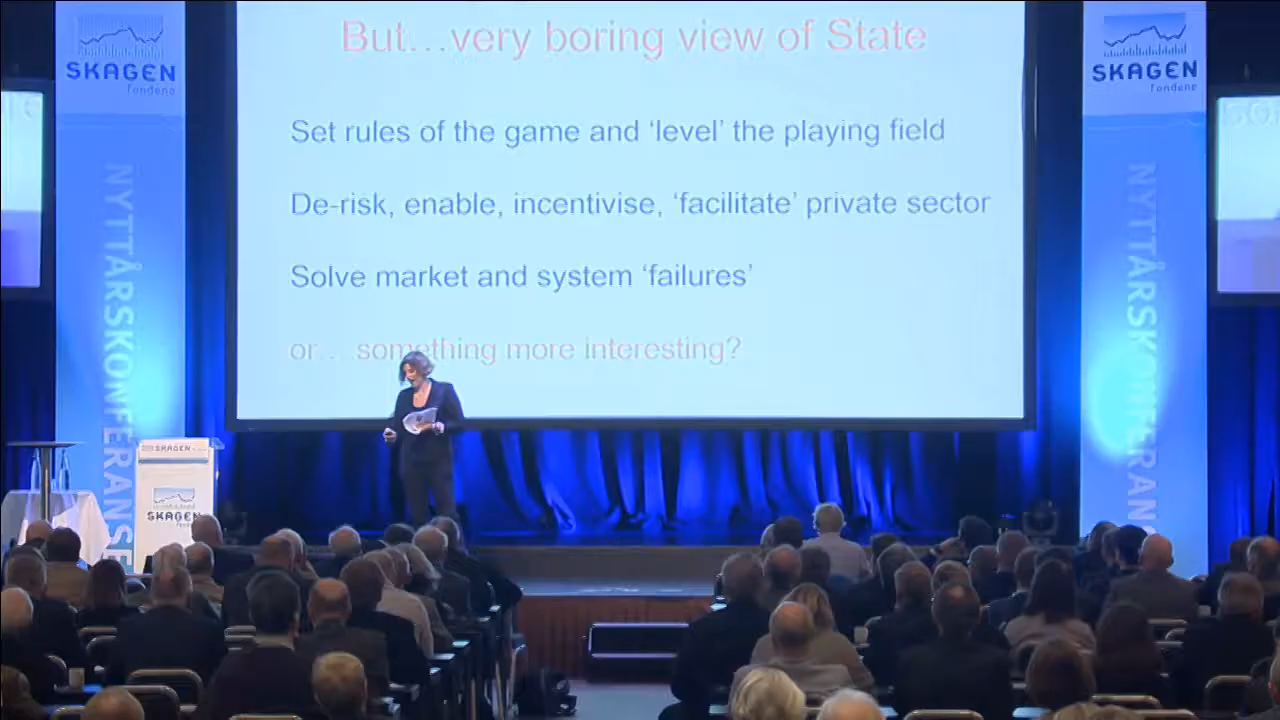 But...very boring view of State
Set rules of the game and ‘level’ the playing field
De-risk, enable, incentivise, ‘facilitate’ private sector
Solve market and system ‘failures’
or... something more interesting?
SKAGEN
fondene
NYTTÅRSKONFERANSE
SKAGEN
SKAGEN
fondene
SKAGEN
fondene
NYTTÅRSKONFERANS